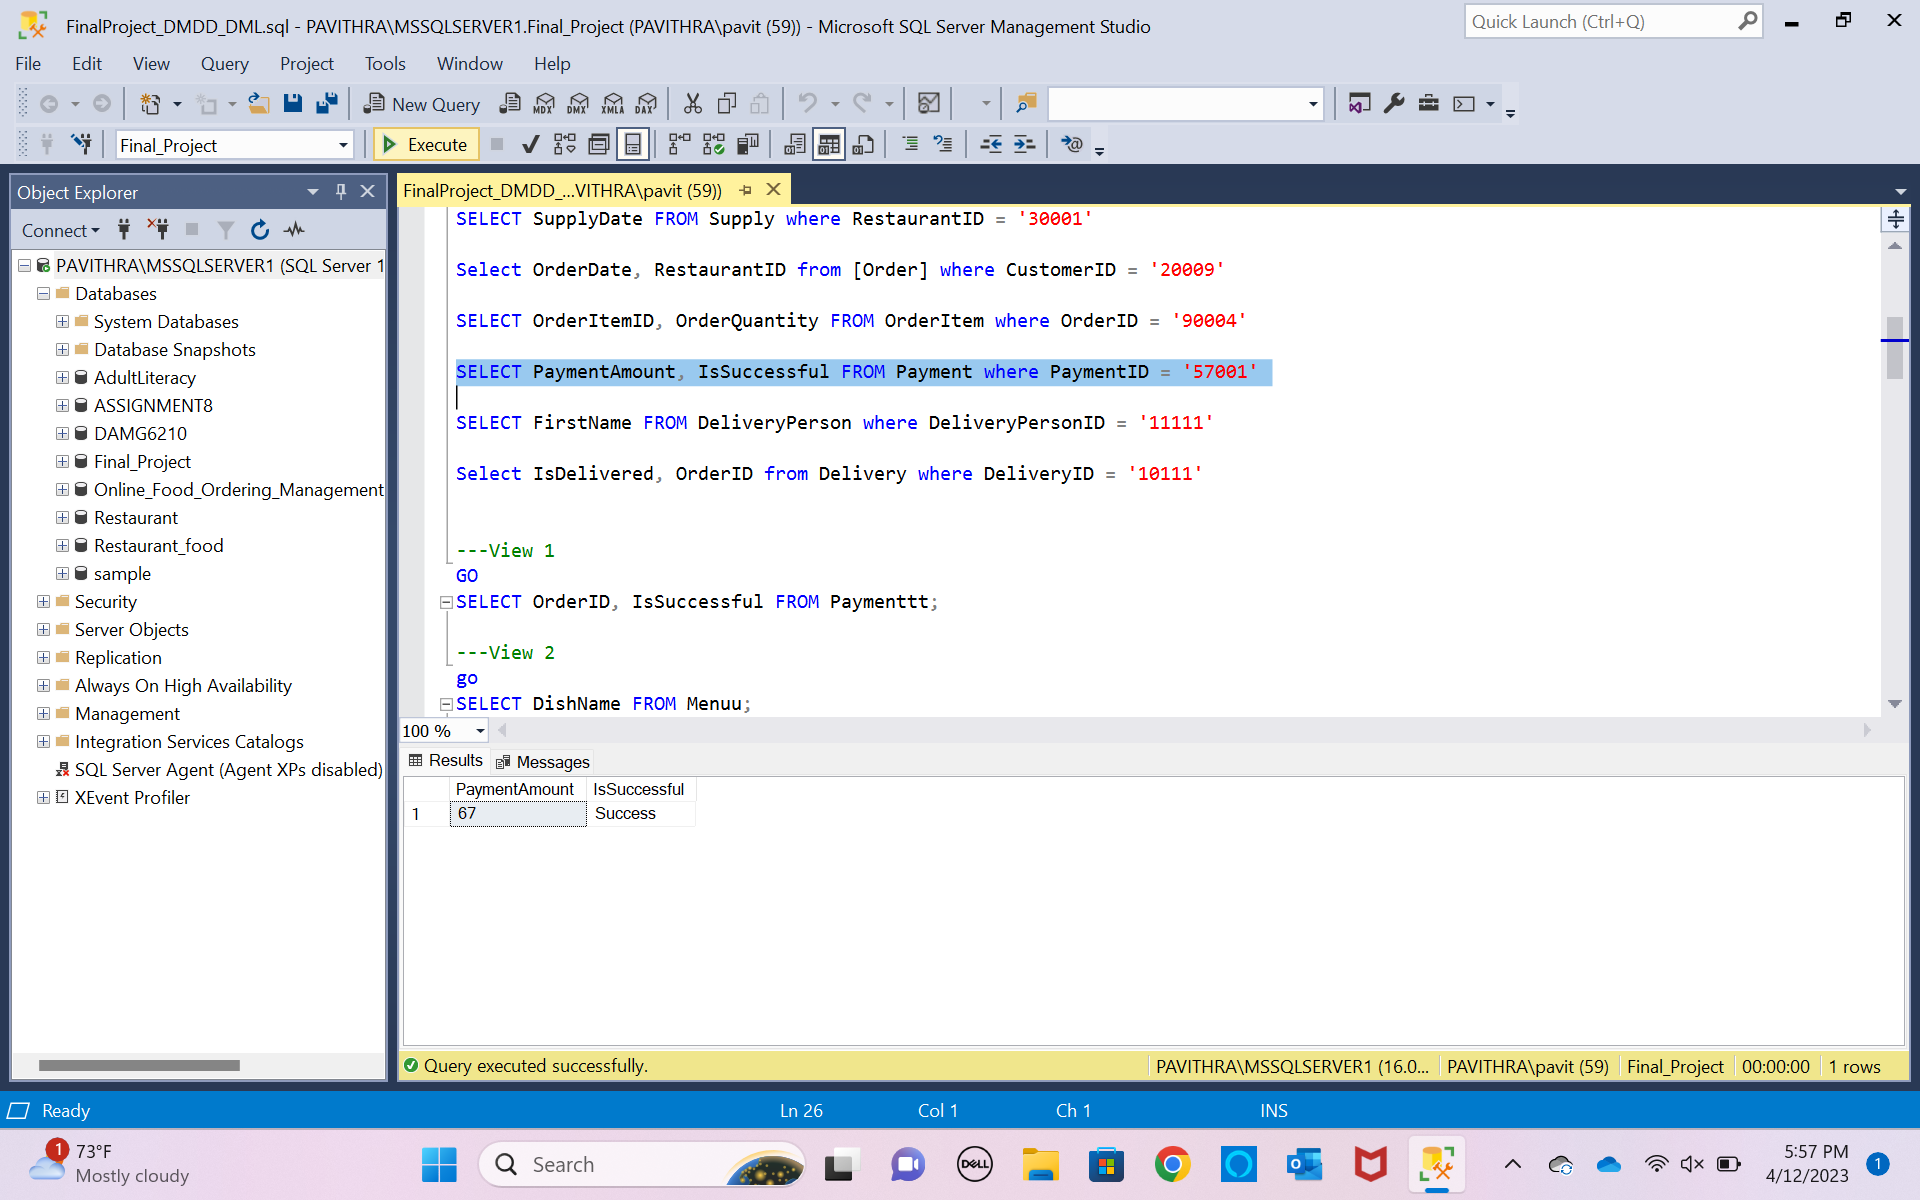 FinalProject_DMDD_DML.sql - PAVITHRA\MSSQLSERVER1.Final_Project (PAVITHRA\pavit (59)) - Microsoft SQL Server Management Studio
Quick Launch (Ctrl+Q)
File Edit View Query Project Tools Window Help
New Query MDX DMX XMLA DAX
Final_Project Execute
Object Explorer
Connect
PAVITHRA\MSSQLSERVER1 (SQL Server 1
Databases
System Databases
Database Snapshots
AdultLiteracy
ASSIGNMENT8
DAMG6210
Final_Project
Online_Food_Ordering_Management
Restaurant
Restaurant_food
sample
Security
Server Objects
Replication
Always On High Availability
Management
Integration Services Catalogs
SQL Server Agent (Agent XPs disabled)
XEvent Profiler
FinalProject_DMDD_...VITHRA\pavit (59))
SELECT SupplyDate FROM Supply where RestaurantID = '30001'
Select OrderDate, RestaurantID from [Order] where CustomerID = '20009'
SELECT OrderItemID, OrderQuantity FROM OrderItem where OrderID = '90004'
SELECT PaymentAmount, IsSuccessful FROM Payment where PaymentID = '57001'
SELECT FirstName FROM DeliveryPerson where DeliveryPersonID = '11111'
Select IsDelivered, OrderID from Delivery where DeliveryID = '10111'
---View 1
GO
SELECT OrderID, IsSuccessful FROM Paymenttt;
---View 2
go
SELECT DishName FROM Menuu;
100 %
Results Messages
PaymentAmount IsSuccessful
1 67 Success
Query executed successfully. PAVITHRA\MSSQLSERVER1 (16.0... PAVITHRA\pavit (59) Final_Project 00:00:00 1 rows
Ready Ln 26 Col 1 Ch 1 INS
1 73°F
Mostly cloudy
Search
DELL
5:57 PM
4/12/2023
1